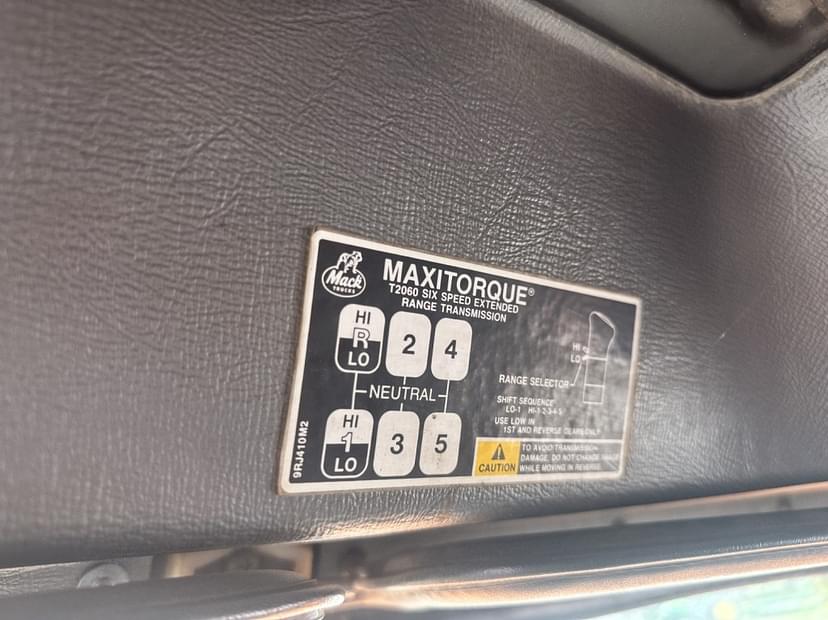 Mack
TRUCKS
MAXITORQUE®
T2060 SIX SPEED EXTENDED
RANGE TRANSMISSION
HI
R
LO
2
4
NEUTRAL
HI
1
LO
3
5
9RJ410M2
HI
LO
RANGE SELECTOR
SHIFT SEQUENCE
LO-1 HI-1-2-3-4-5
USE LOW IN
1ST AND REVERSE GEARS ONLY
CAUTION
TO AVOID TRANSMISSION
DAMAGE, DO NOT CHANGE RANGE
WHILE MOVING IN REVERSE